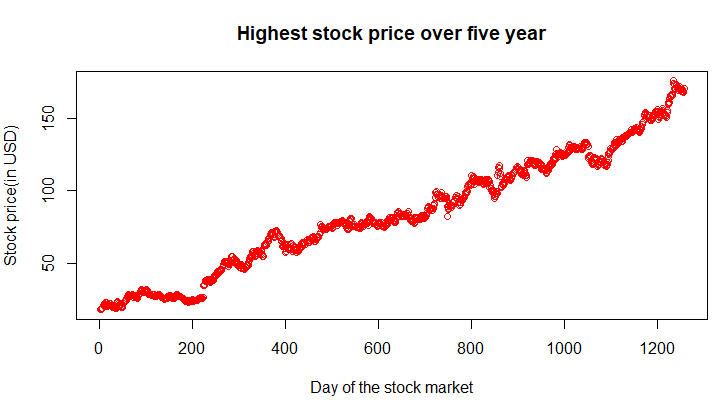 Highest stock price over five year
Stock price(in USD)
150
100
50
0 200 400 600 800 1000 1200
Day of the stock market